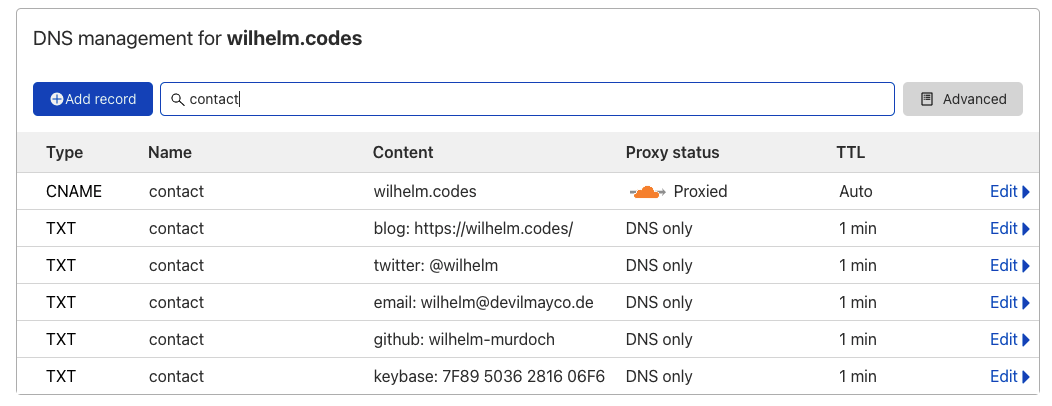 DNS management for wilhelm.codes
Add record contact Advanced
Type Name Content Proxy status TTL
CNAME contact wilhelm.codes Proxied Auto Edit
TXT contact blog: https://wilhelm.codes/ DNS only 1 min Edit
TXT contact twitter: @wilhelm DNS only 1 min Edit
TXT contact email: wilhelm@devilmayco.de DNS only 1 min Edit
TXT contact github: wilhelm-murdoch DNS only 1 min Edit
TXT contact keybase: 7F89 5036 2816 06F6 DNS only 1 min Edit